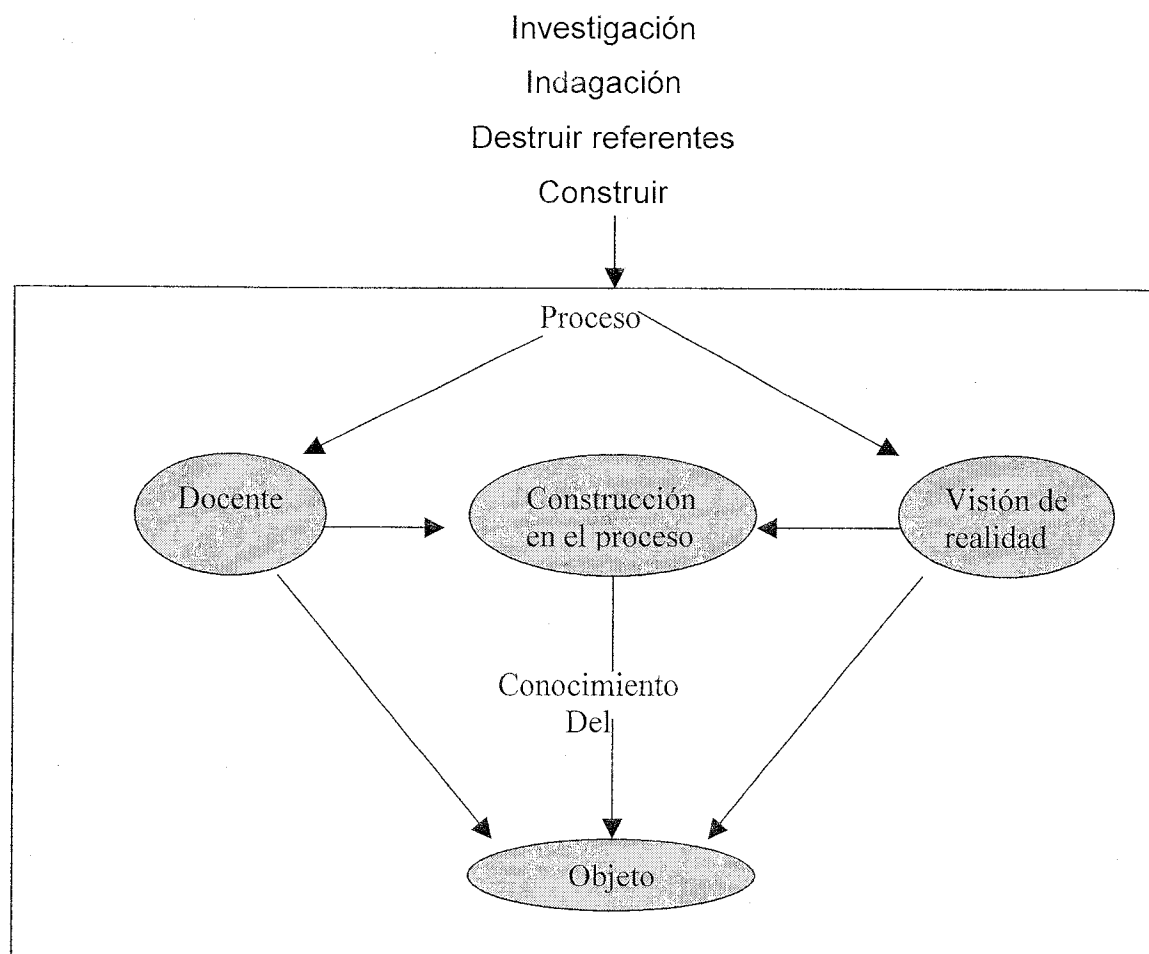 Investigación
Indagación
Destruir referentes
Construir
Proceso
Docente
Construcción
en el proceso
Visión de
realidad
Conocimiento
Del
Objeto